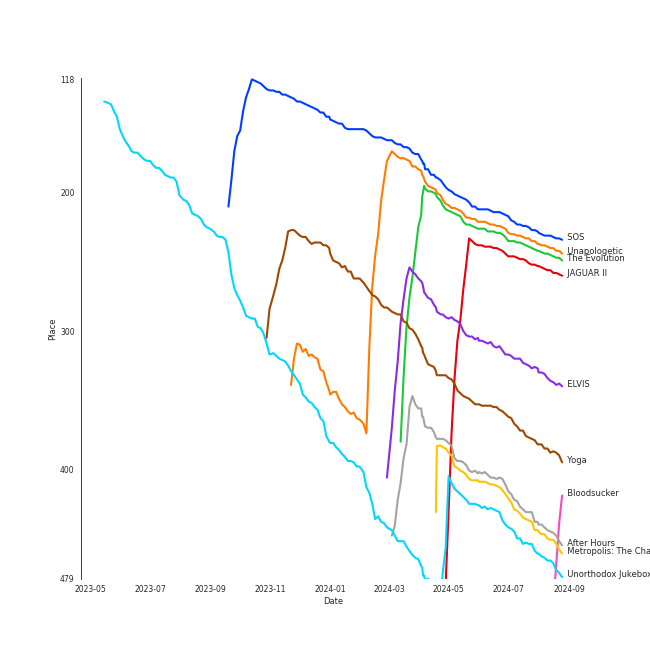 118
200
300
400
479
Place
2023-05
2023-07
2023-09
2023-11
2024-01
2024-03
2024-05
2024-07
2024-09
Date
SOS
Unapologetic
The Evolution
JAGUAR II
ELVIS
Yoga
Bloodsucker
After Hours
Metropolis: The Cha
Unorthodox Jukebox